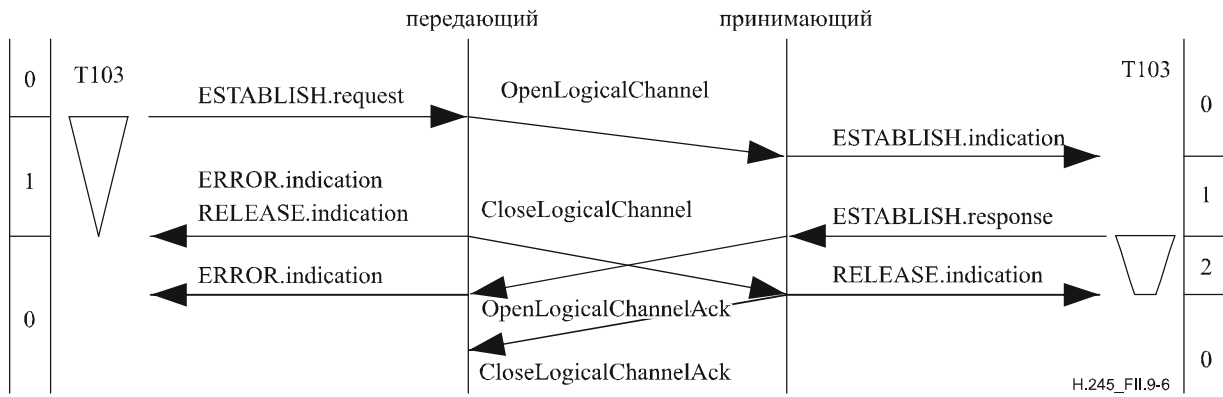 передающий принимающий
0 T103 T103 0
ESTABLISH.request OpenLogicalChannel
ESTABLISH.indication
1 ERROR.indication 1
RELEASE.indication CloseLogicalChannel ESTABLISH.response
ERROR.indication RELEASE.indication 2
0 OpenLogicalChannelAck
CloseLogicalChannelAck 0
H.245_FII.9-6